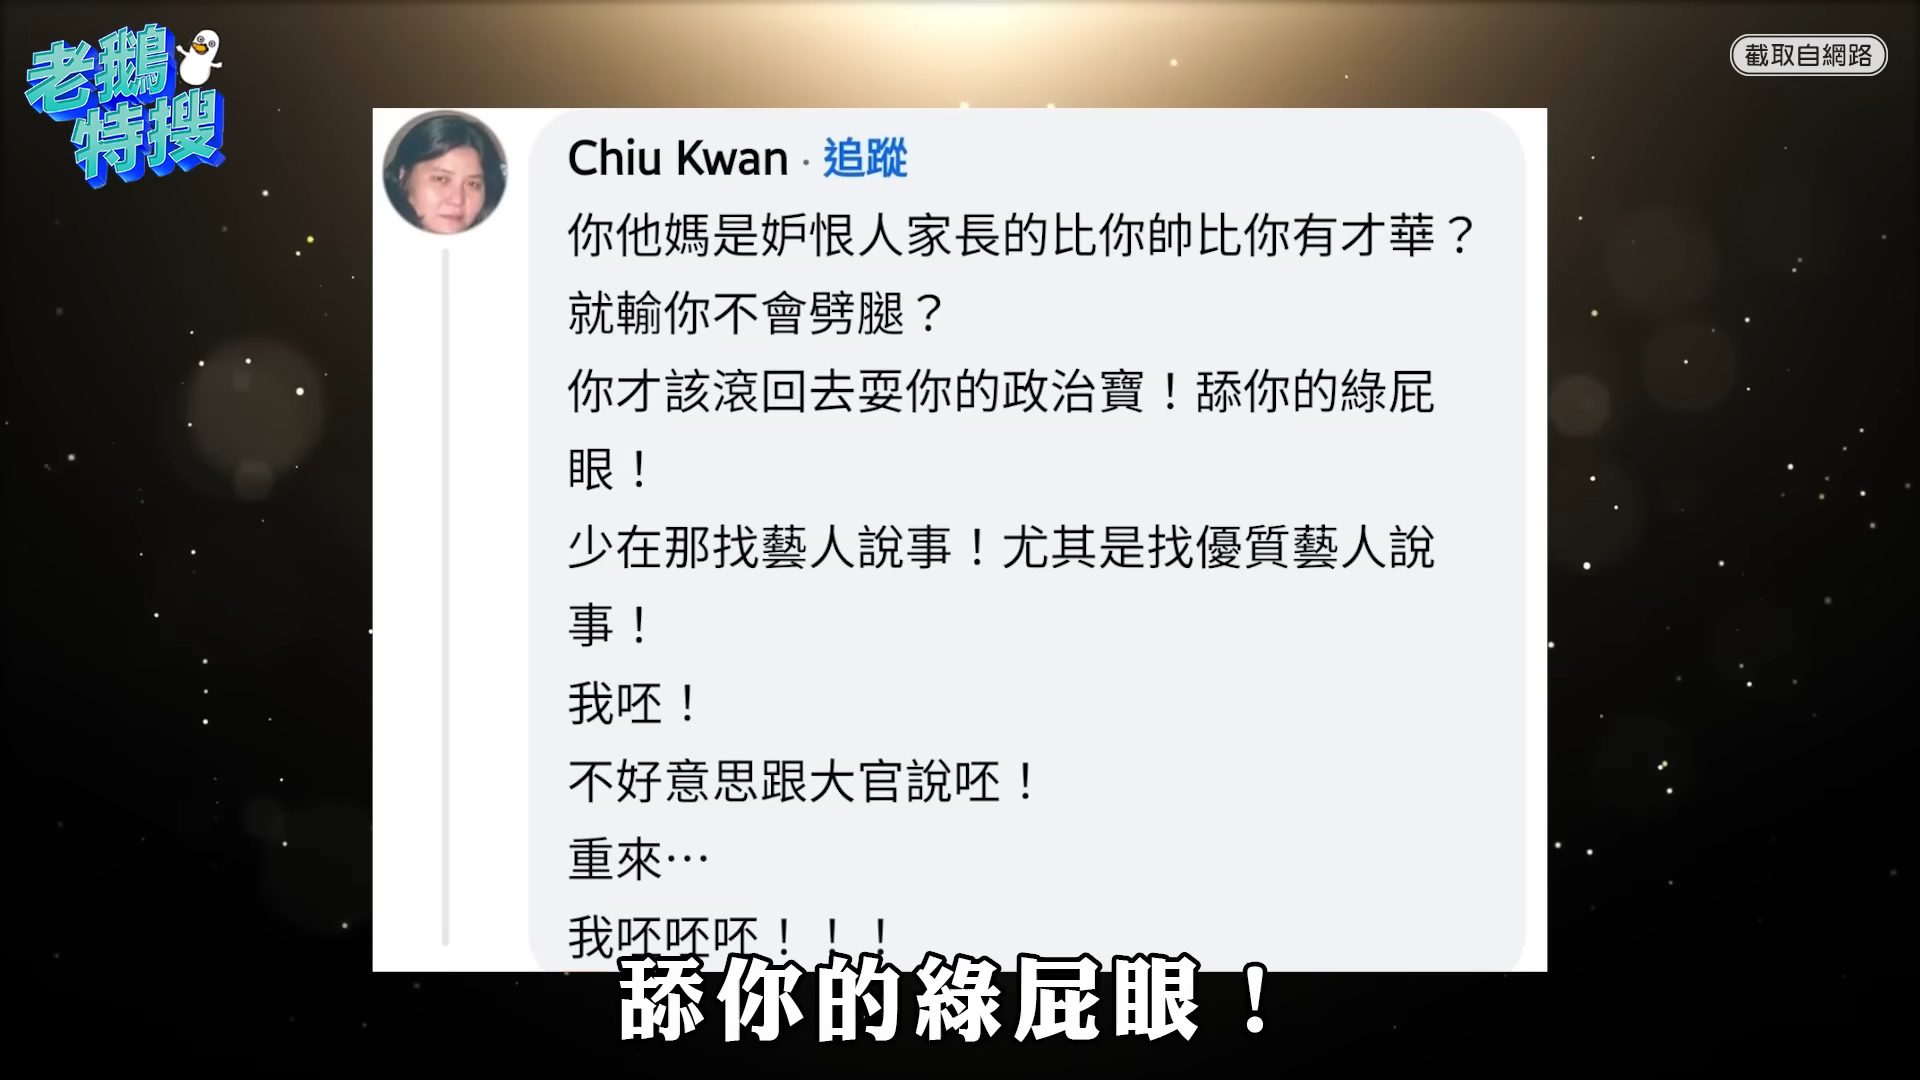 老鵝
特搜
截取自網路
Chiu Kwan · 追蹤
你他媽是妒恨人家長的比你帥比你有才華？
就輸你不會劈腿？
你才該滾回去耍你的政治寶！舔你的綠屁
眼！
少在那找藝人說事！尤其是找優質藝人說
事！
我呸！
不好意思跟大官說呸！
重來⋯
我呸呸呸！！！
舔你的綠屁眼！